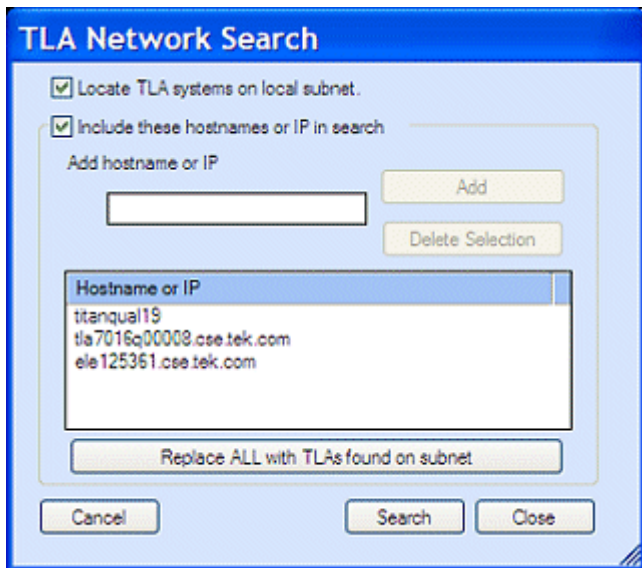 TLA Network Search
Locate TLA systems on local subnet.
Include these hostnames or IP in search
Add hostname or IP
Add
Delete Selection
Hostname or IP
titanqual19
tla7016q00008.cse.tek.com
ele125361.cse.tek.com
Replace ALL with TLAs found on subnet
Cancel
Search
Close